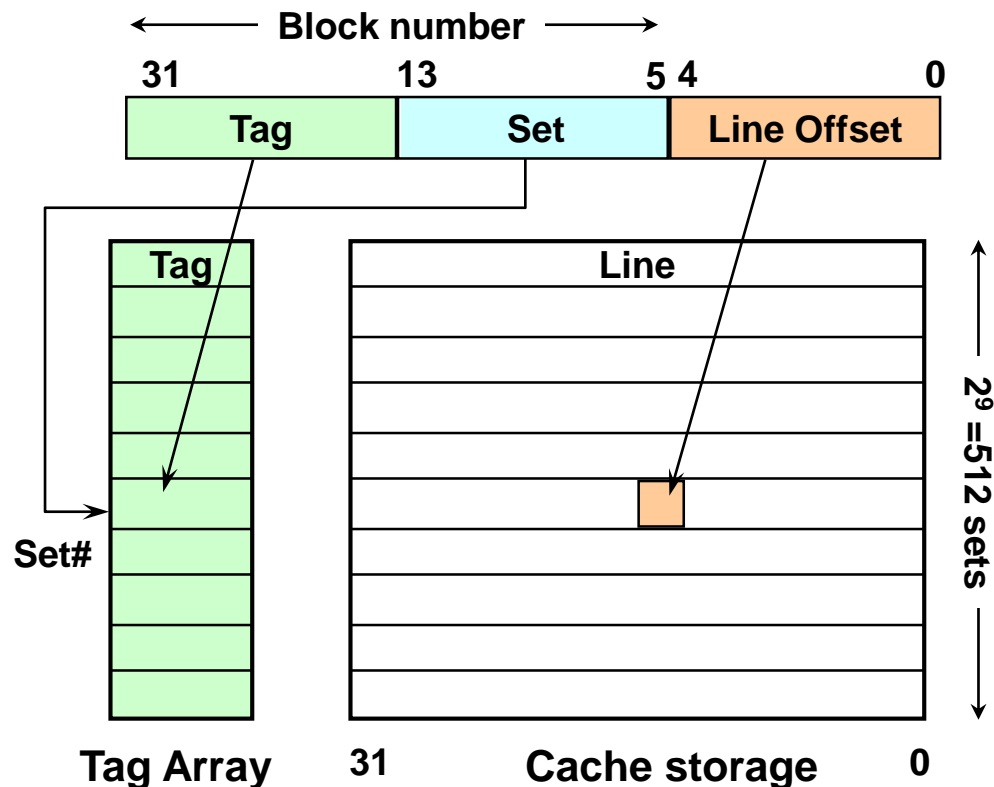 Block number
31 13 5 4 0
Tag Set Line Offset
Tag Line
2⁹ =512 sets
Set#
31 0
Tag Array Cache storage